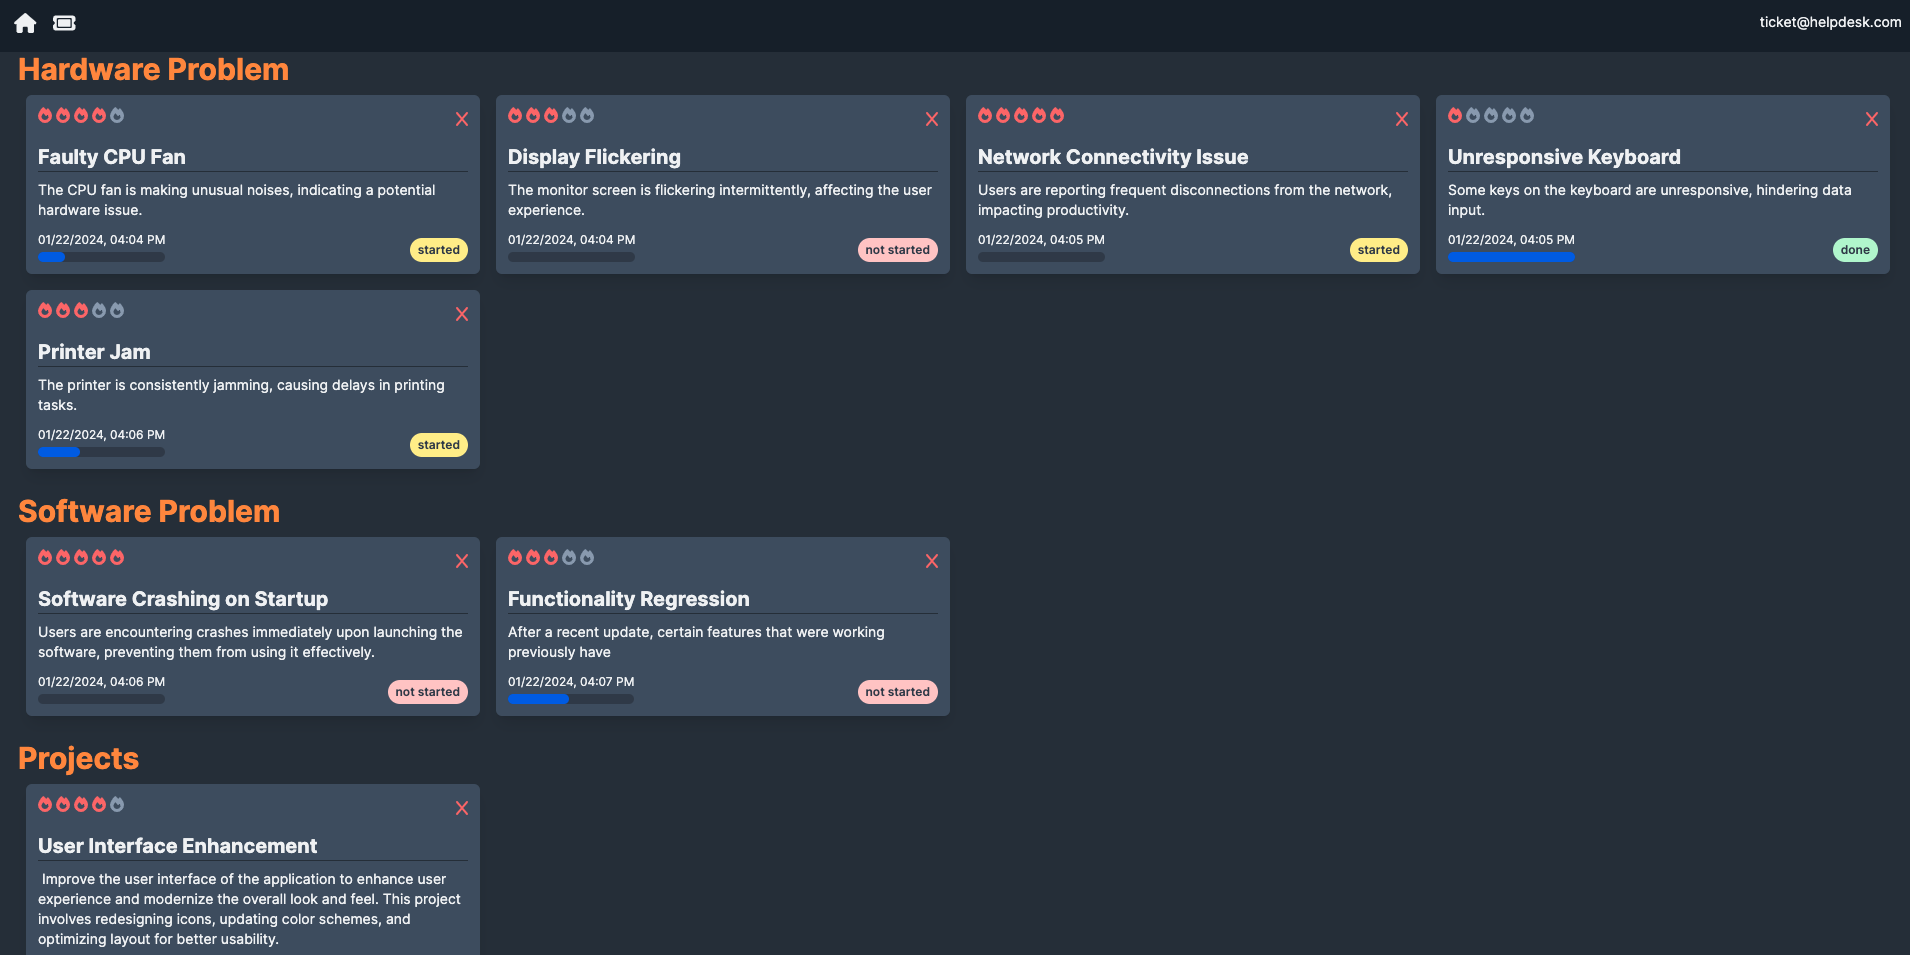 ticket@helpdesk.com
Hardware Problem
Faulty CPU Fan
The CPU fan is making unusual noises, indicating a potential
hardware issue.
01/22/2024, 04:04 PM
started
Display Flickering
The monitor screen is flickering intermittently, affecting the user
experience.
01/22/2024, 04:04 PM
not started
Network Connectivity Issue
Users are reporting frequent disconnections from the network,
impacting productivity.
01/22/2024, 04:05 PM
started
Unresponsive Keyboard
Some keys on the keyboard are unresponsive, hindering data
input.
01/22/2024, 04:05 PM
done
Printer Jam
The printer is consistently jamming, causing delays in printing
tasks.
01/22/2024, 04:06 PM
started
Software Problem
Software Crashing on Startup
Users are encountering crashes immediately upon launching the
software, preventing them from using it effectively.
01/22/2024, 04:06 PM
not started
Functionality Regression
After a recent update, certain features that were working
previously have
01/22/2024, 04:07 PM
not started
Projects
User Interface Enhancement
Improve the user interface of the application to enhance user
experience and modernize the overall look and feel. This project
involves redesigning icons, updating color schemes, and
optimizing layout for better usability.